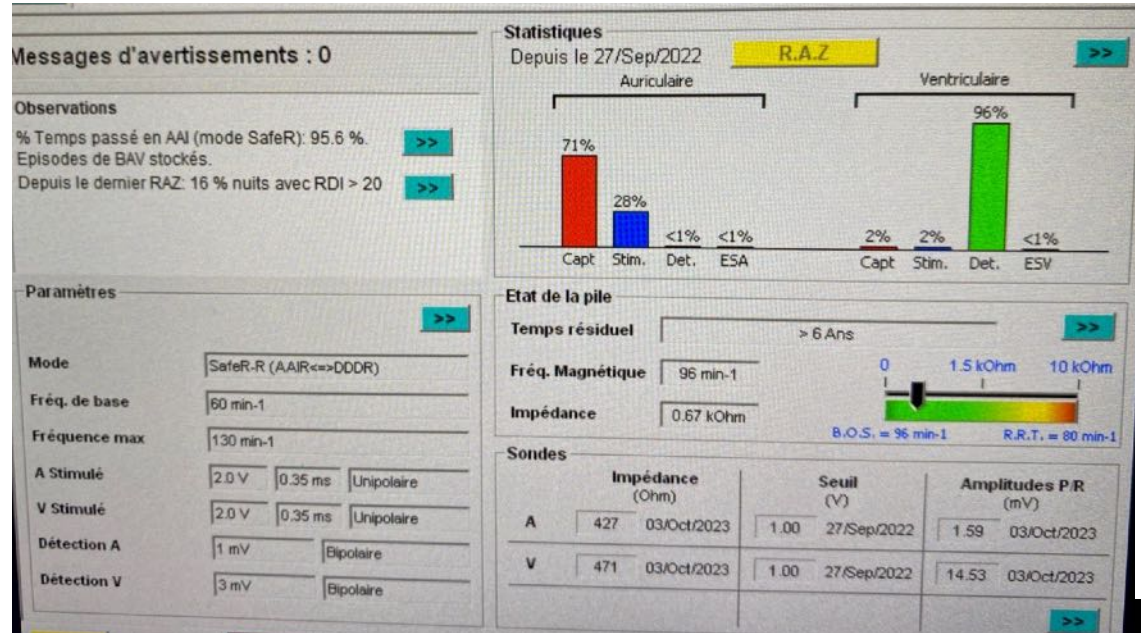 Messages d'avertissements : 0
Observations
% Temps passé en AAI (mode SafeR): 95.6 %.
Episodes de BAV stockés.
>>
Depuis le dernier RAZ: 16 % nuits avec RDI > 20
>>
Statistiques
Depuis le 27/Sep/2022
R.A.Z
>>
Auriculaire
Ventriculaire
71%
28%
<1%
<1%
2%
2%
96%
<1%
Capt
Stim.
Det.
ESA
Capt
Stim.
Det.
ESV
Paramètres
>>
Mode
SafeR-R (AAIR<=>DDDR)
Fréq. de base
60 min-1
Fréquence max
130 min-1
A Stimulé
2.0 V
0.35 ms
Unipolaire
V Stimulé
2.0 V
0.35 ms
Unipolaire
Détection A
1 mV
Bipolaire
Détection V
3 mV
Bipolaire
Etat de la pile
Temps résiduel
> 6 Ans
>>
Fréq. Magnétique
96 min-1
Impédance
0.67 kOhm
0
1.5 kOhm
10 kOhm
B.O.S. = 96 min-1
R.R.T. = 80 min-1
Sondes
Impédance
(Ohm)
Seuil
(V)
Amplitudes P/R
(mV)
A
427
03/Oct/2023
1.00
27/Sep/2022
1.59
03/Oct/2023
V
471
03/Oct/2023
1.00
27/Sep/2022
14.53
03/Oct/2023
>>